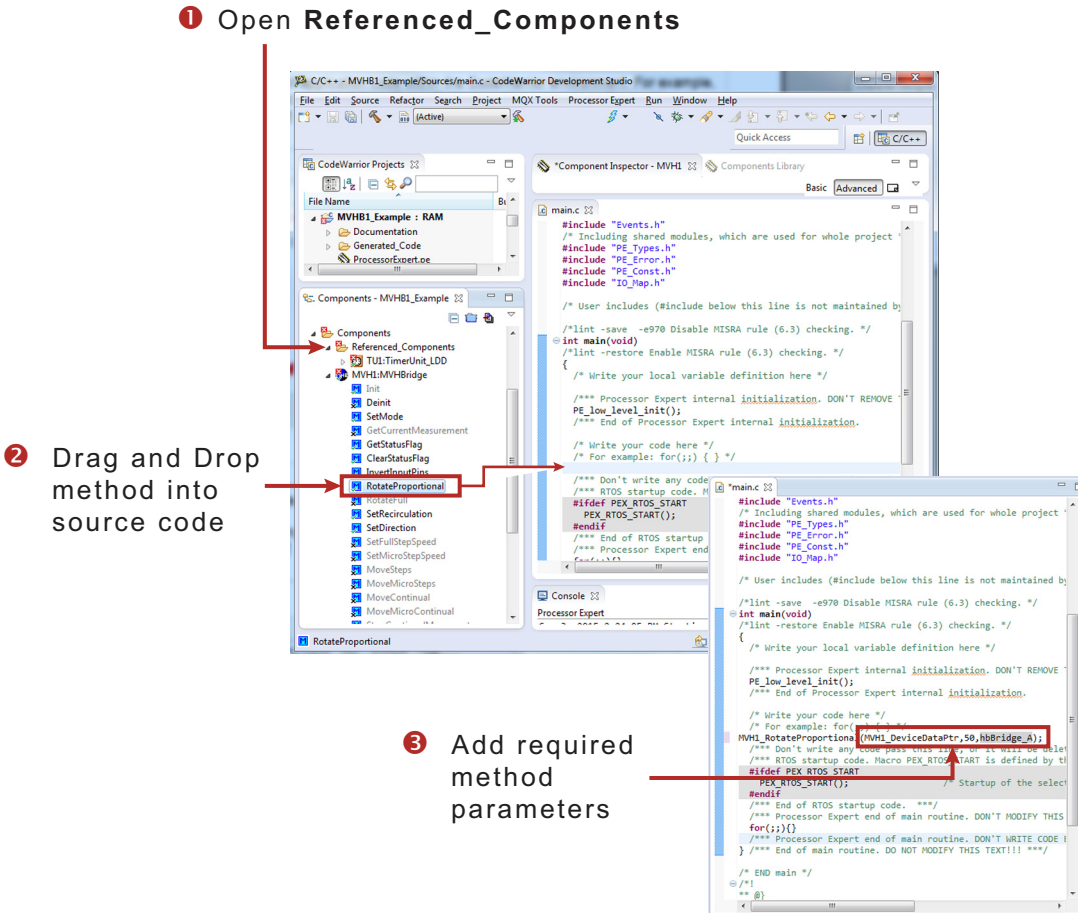 ❶ Open Referenced_Components
C/C++ - MVHB1_Example/Sources/main.c - CodeWarrior Development Studio
for example.
File Edit Source Refactor Search Project MQX Tools Processor Expert Run Window Help
(Active)
Quick Access
C/C++
CodeWarrior Projects
File Name
MVHB1_Example : RAM
Documentation
Generated_Code
ProcessorExpert.pe
Components - MVHB1_Example
Components
Referenced_Components
TU1:TimerUnit_LDD
MVH1:MVHBridge
Init
Deinit
SetMode
GetCurrentMeasurement
GetStatusFlag
ClearStatusFlag
InvertInputPins
RotateProportional
RotateFull
SetRecirculation
SetDirection
SetFullStepSpeed
SetMicroStepSpeed
MoveSteps
MoveMicroSteps
MoveContinual
MoveMicroContinual
RotateProportional
*Component Inspector - MVH1
Components Library
Basic Advanced
main.c
#include "Events.h"
/* Including shared modules, which are used for whole project
#include "PE_Types.h"
#include "PE_Error.h"
#include "PE_Const.h"
#include "IO_Map.h"
/* User includes (#include below this line is not maintained by
/*lint -save -e970 Disable MISRA rule (6.3) checking. */
int main(void)
/*lint -restore Enable MISRA rule (6.3) checking. */
{
/* Write your local variable definition here */
/*** Processor Expert internal initialization. DON'T REMOVE
PE_low_level_init();
/*** End of Processor Expert internal initialization.
/* Write your code here */
/* For example: for(;;) { } */
/*** Don't write any code
/*** RTOS startup code. M
#ifdef PEX_RTOS_START
PEX_RTOS_START();
#endif
/*** End of RTOS startup
/*** Processor Expert end
for(;;){}
Console
Processor Expert
❷ Drag and Drop
method into
source code
*main.c
#include "Events.h"
/* Including shared modules, which are used for whole project
#include "PE_Types.h"
#include "PE_Error.h"
#include "PE_Const.h"
#include "IO_Map.h"
/* User includes (#include below this line is not maintained by
/*lint -save -e970 Disable MISRA rule (6.3) checking. */
int main(void)
/*lint -restore Enable MISRA rule (6.3) checking. */
{
/* Write your local variable definition here */
/*** Processor Expert internal initialization. DON'T REMOVE
PE_low_level_init();
/*** End of Processor Expert internal initialization.
/* Write your code here */
/* For example: for(;;) { } */
MVH1_RotateProportional(MVH1_DeviceDataPtr,50,hbBridge_A);
/*** Don't write any code pass this line, or it will be delet
/*** RTOS startup code. Macro PEX_RTOS_START is defined by th
#ifdef PEX_RTOS_START
PEX_RTOS_START(); /* Startup of the select
#endif
/*** End of RTOS startup code. ***/
/*** Processor Expert end of main routine. DON'T MODIFY THIS
for(;;){}
/*** Processor Expert end of main routine. DON'T WRITE CODE B
} /*** End of main routine. DO NOT MODIFY THIS TEXT!!! ***/
/* END main */
/*!
** @}
❸ Add required
method
parameters